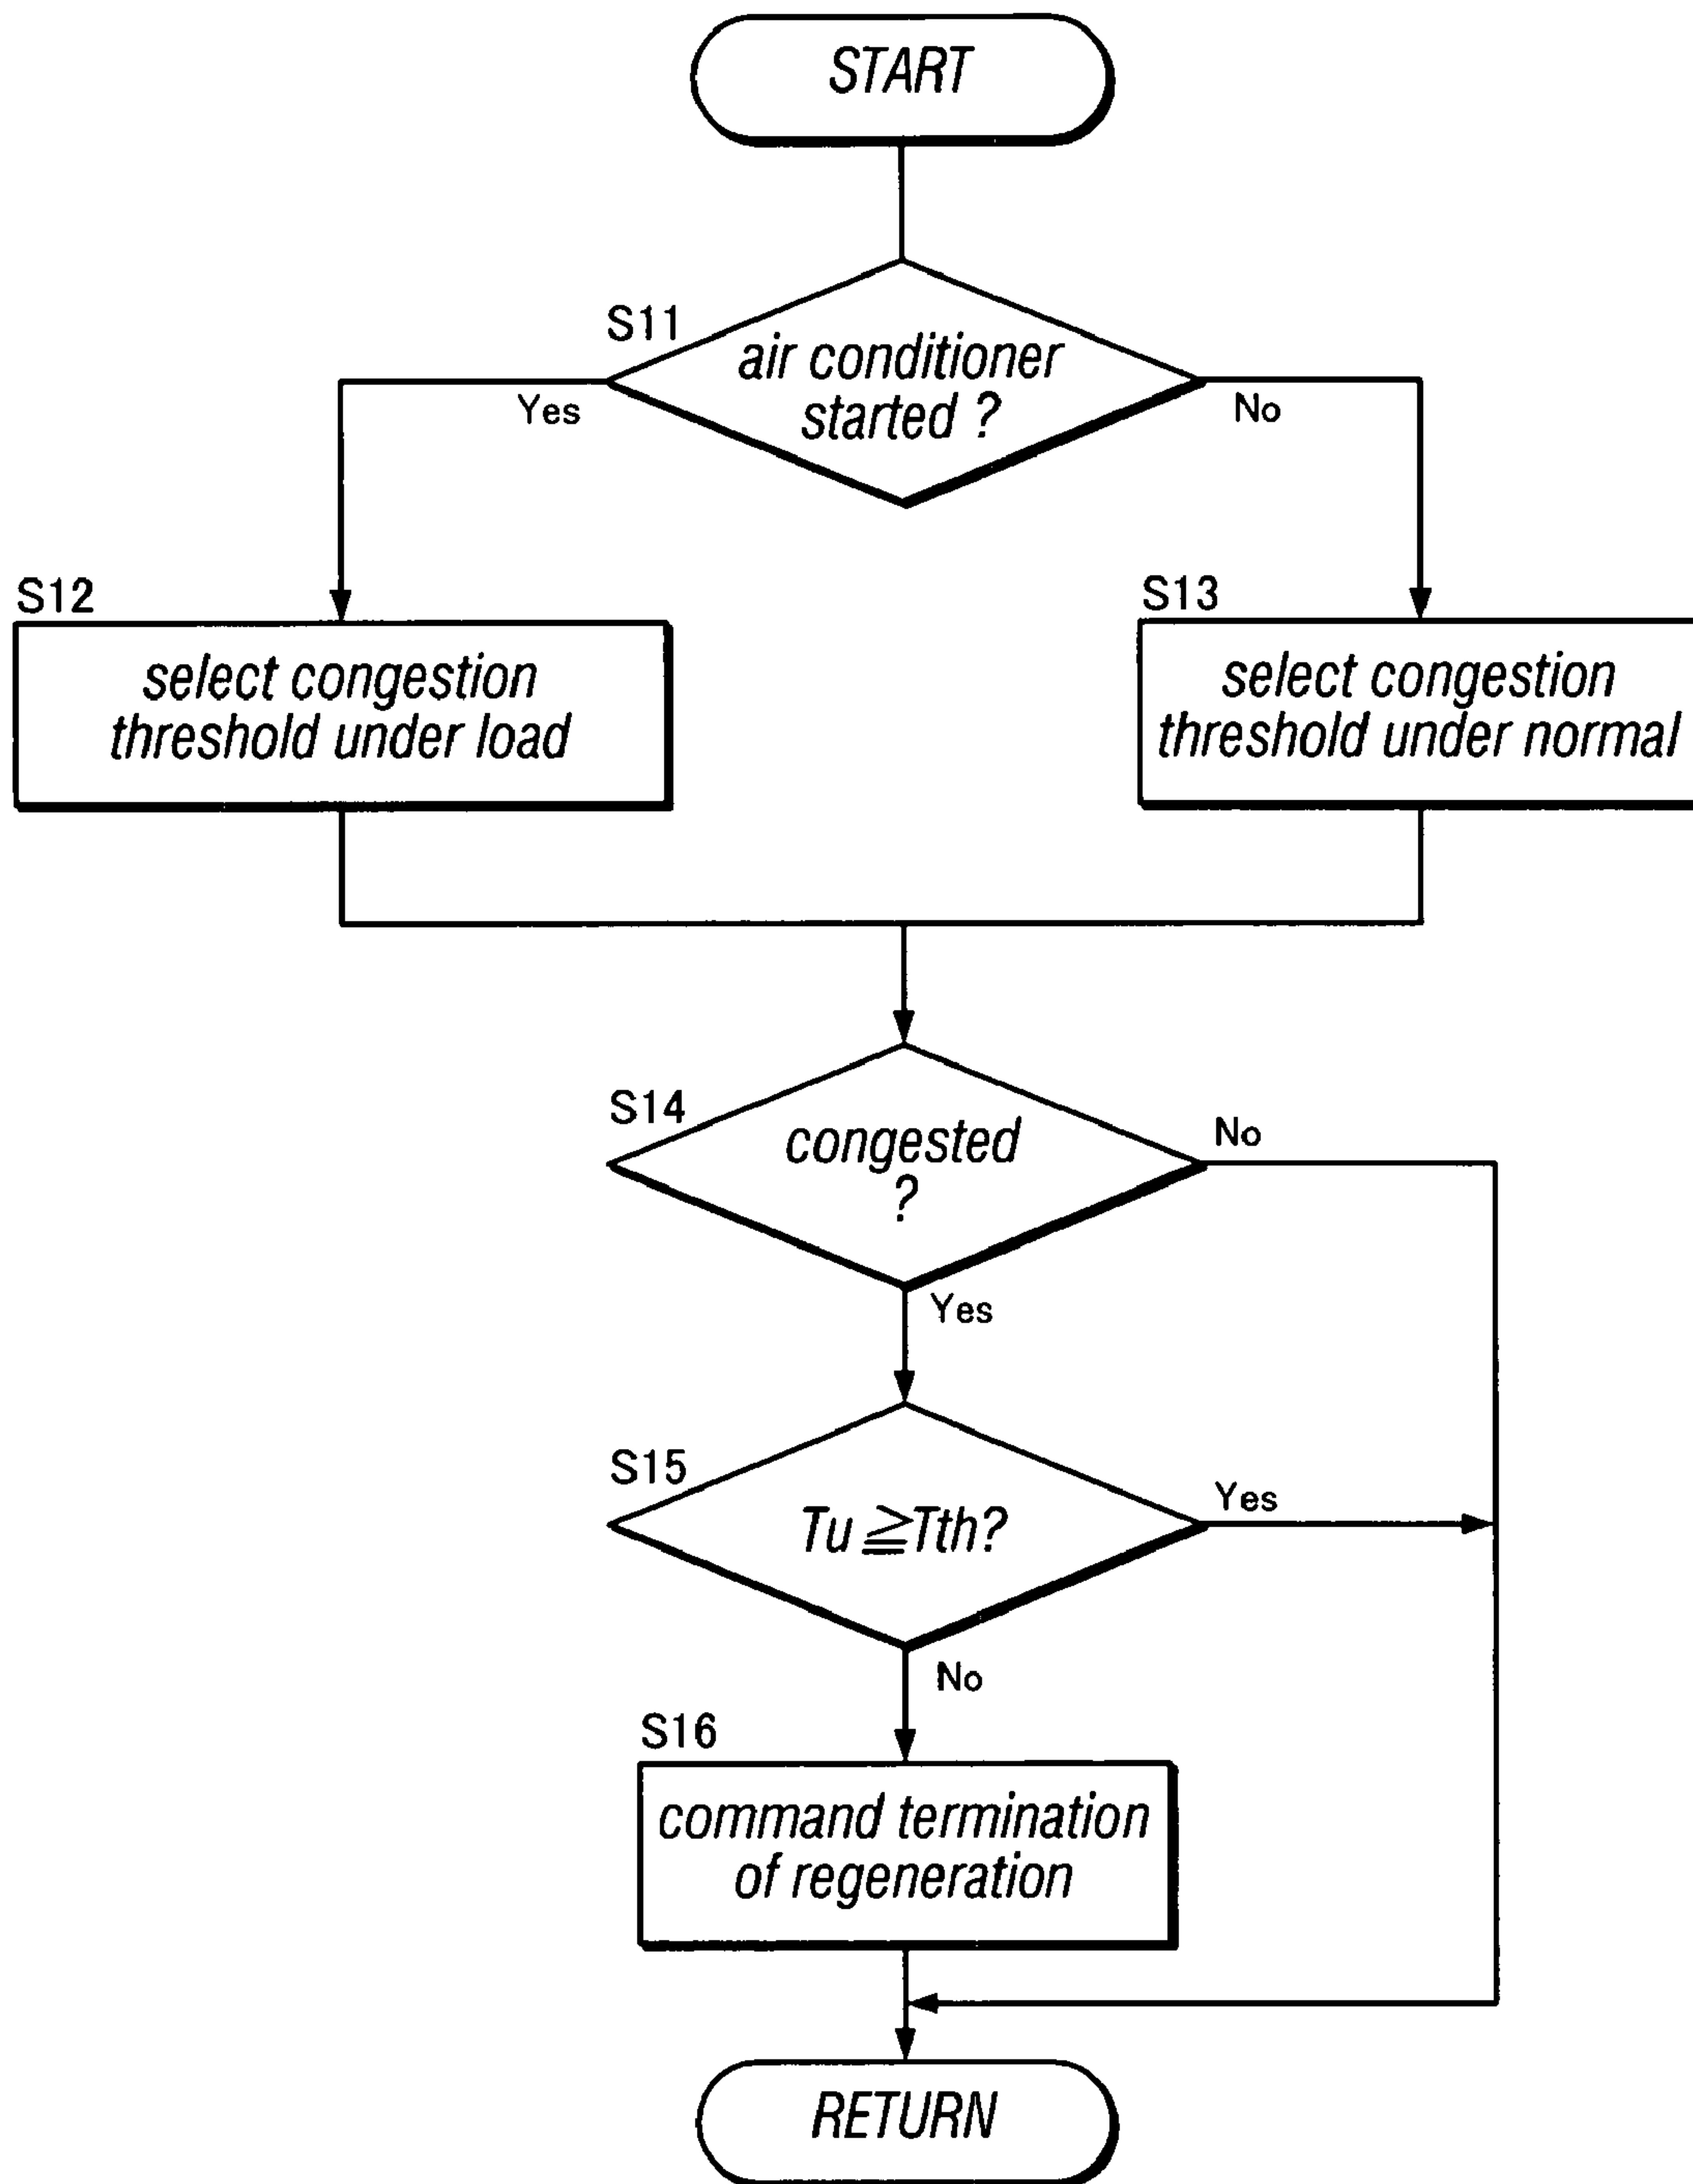 START
S11
air conditioner
started ?
Yes
No
S12
select congestion
threshold under load
S13
select congestion
threshold under normal
S14
congested
?
No
Yes
S15
Tu ≧Tth?
Yes
No
S16
command termination
of regeneration
RETURN